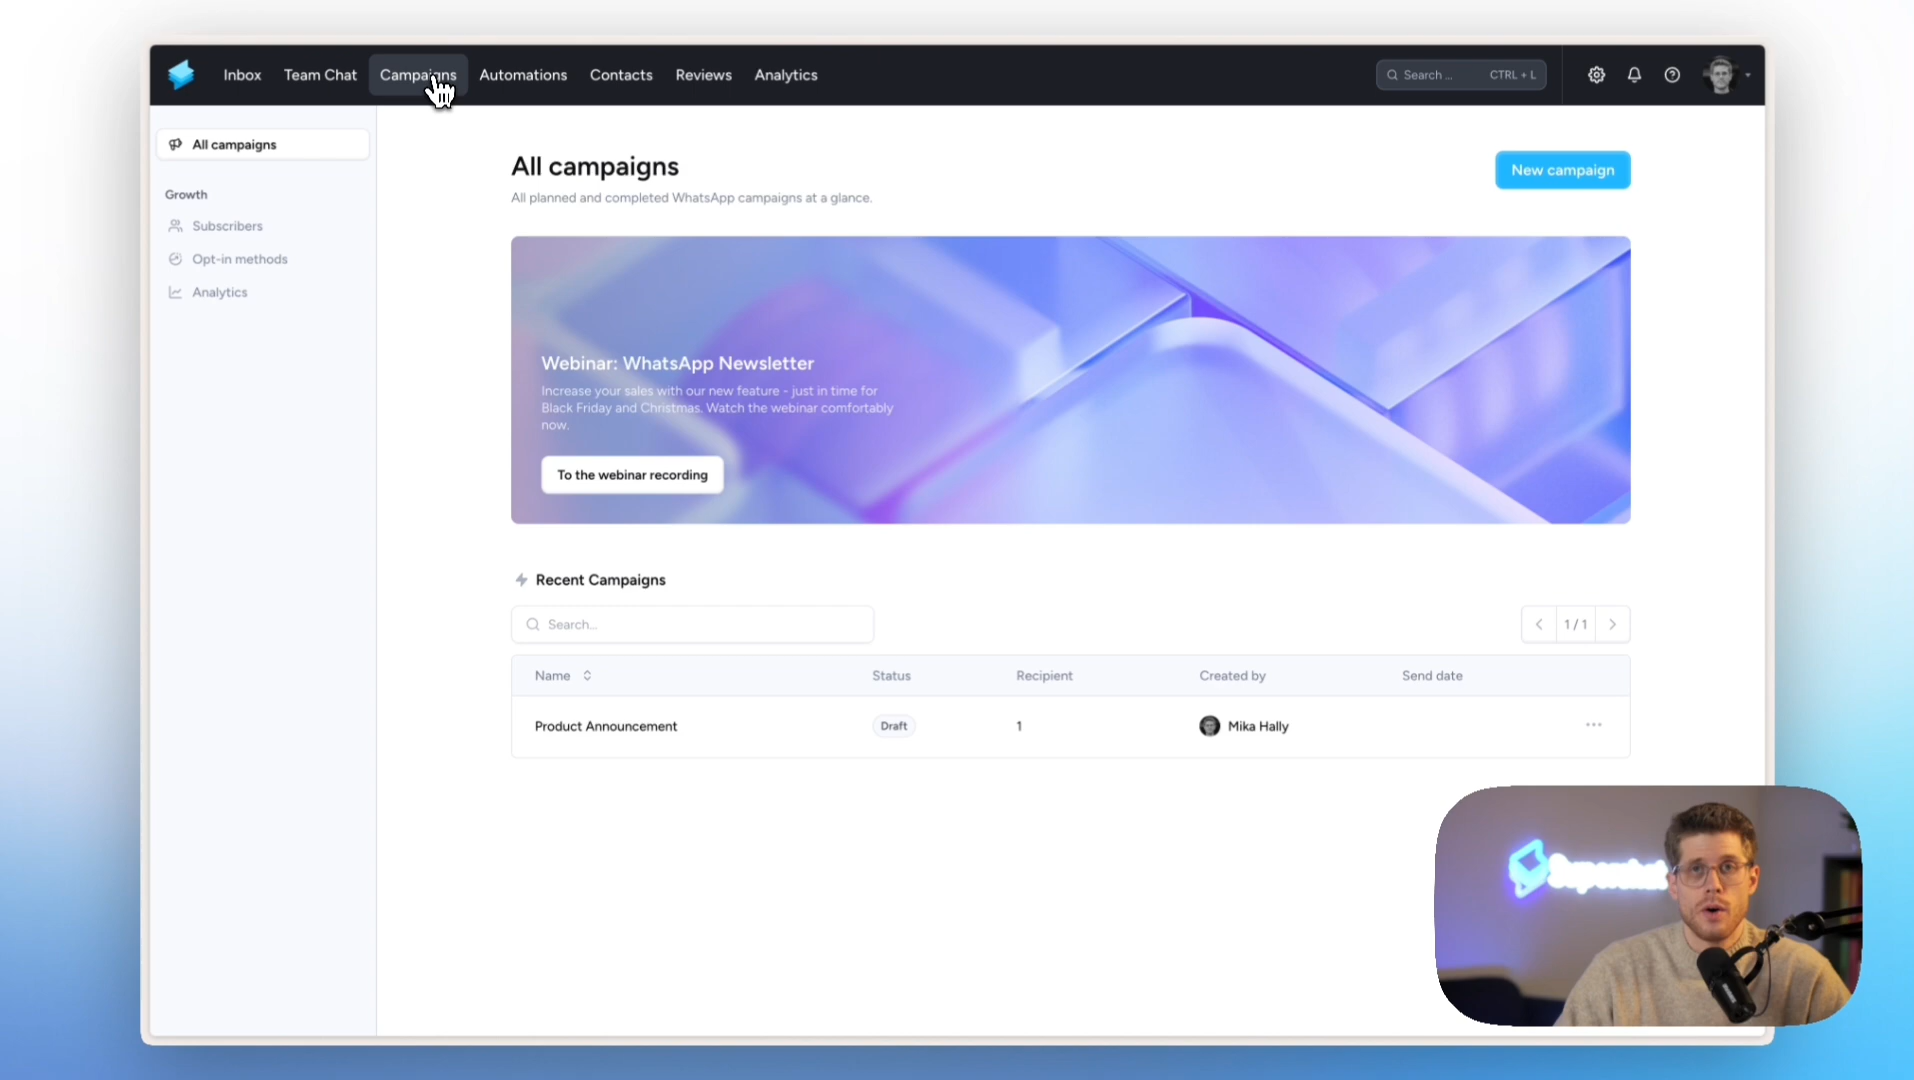 Inbox
Team Chat
Campaigns
Automations
Contacts
Reviews
Analytics
Search ...
CTRL + L
All campaigns
Growth
Subscribers
Opt-in methods
Analytics
All campaigns
New campaign
All planned and completed WhatsApp campaigns at a glance.
Webinar: WhatsApp Newsletter
Increase your sales with our new feature - just in time for
Black Friday and Christmas. Watch the webinar comfortably
now.
To the webinar recording
Recent Campaigns
Search...
1 / 1
Name
Status
Recipient
Created by
Send date
Product Announcement
Draft
1
Mika Hally